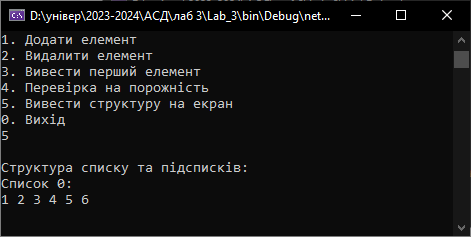 D:\універ\2023-2024\АСД\лаб 3\Lab_3\bin\Debug\net...
1. Додати елемент
2. Видалити елемент
3. Вивести перший елемент
4. Перевірка на порожність
5. Вивести структуру на екран
0. Вихід
5
Структура списку та підсписків:
Список 0:
1 2 3 4 5 6